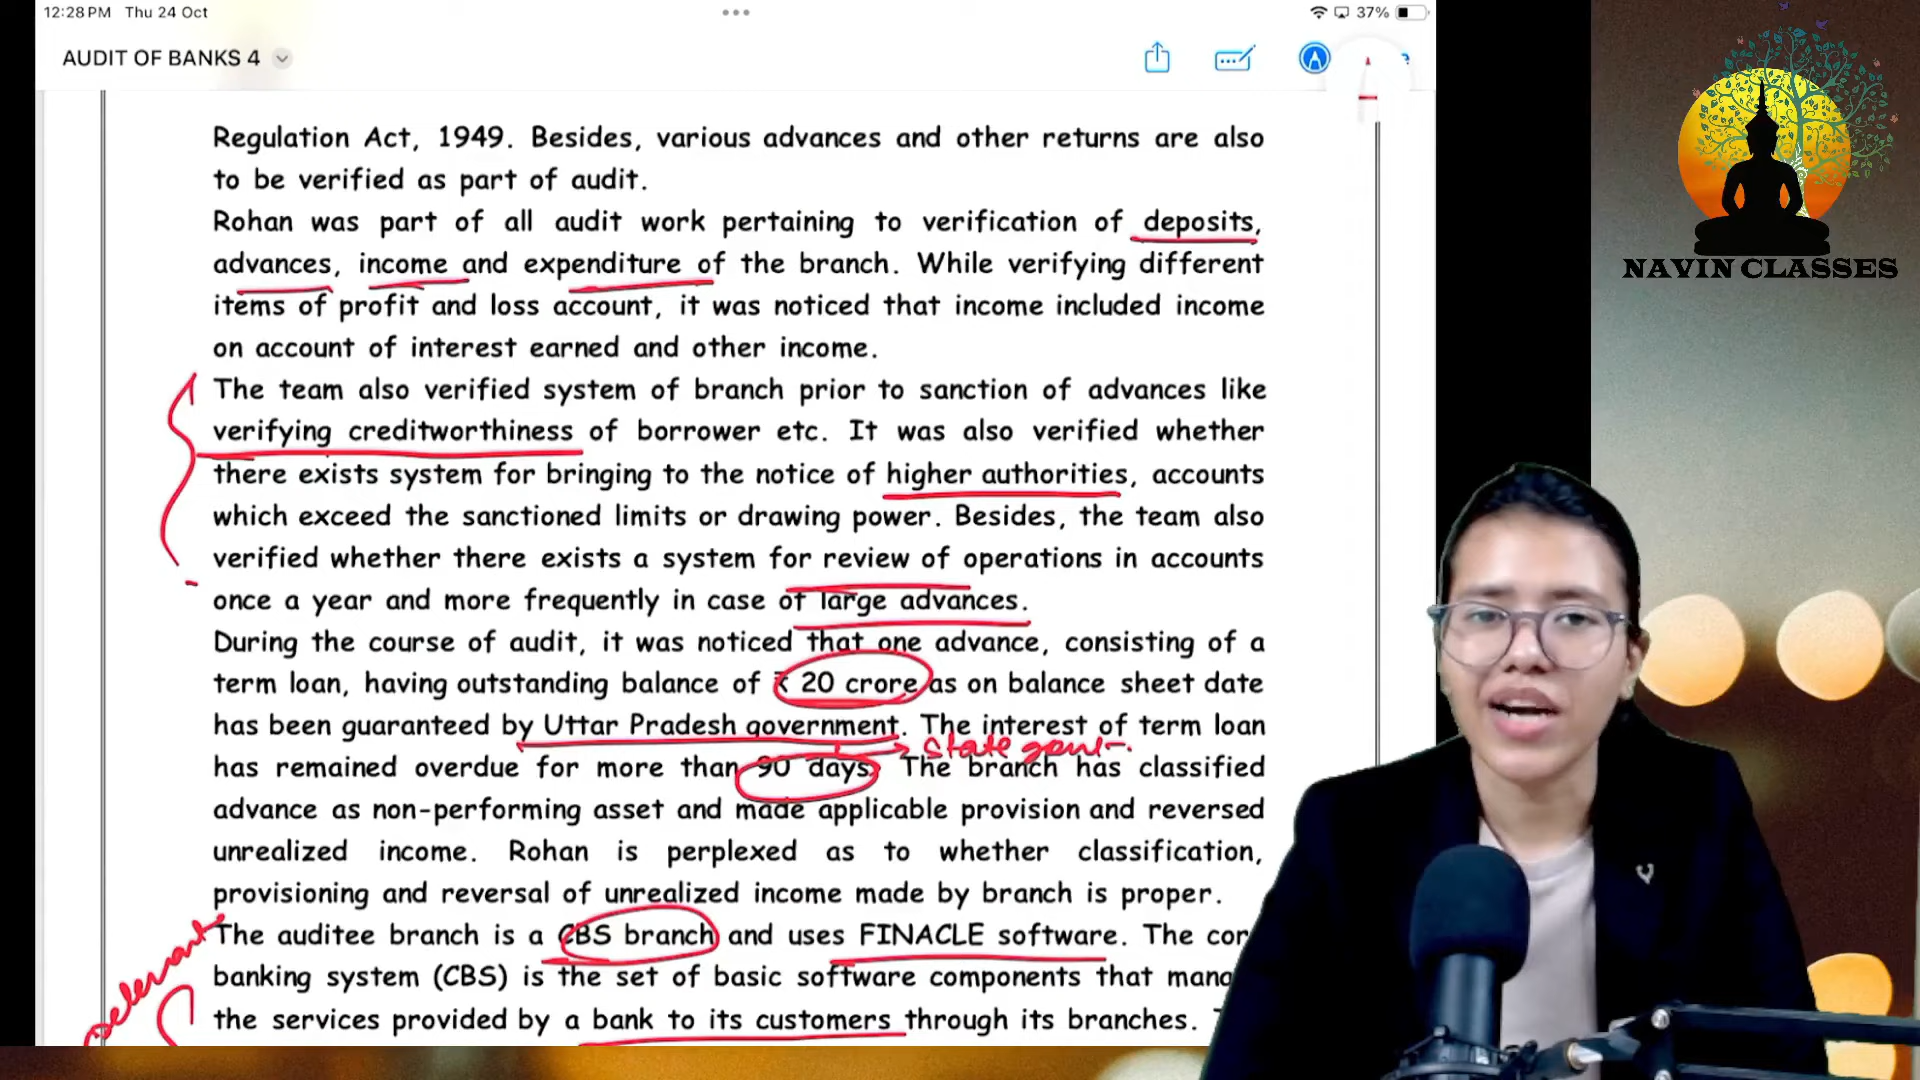 12:28 PM Thu 24 Oct
37%
AUDIT OF BANKS 4
NAVIN CLASSES
Regulation Act, 1949. Besides, various advances and other returns are also
to be verified as part of audit.
Rohan was part of all audit work pertaining to verification of deposits,
advances, income and expenditure of the branch. While verifying different
items of profit and loss account, it was noticed that income included income
on account of interest earned and other income.
The team also verified system of branch prior to sanction of advances like
verifying creditworthiness of borrower etc. It was also verified whether
there exists system for bringing to the notice of higher authorities, accounts
which exceed the sanctioned limits or drawing power. Besides, the team also
verified whether there exists a system for review of operations in accounts
once a year and more frequently in case of large advances.
During the course of audit, it was noticed that one advance, consisting of a
term loan, having outstanding balance of ₹ 20 crore as on balance sheet date
has been guaranteed by Uttar Pradesh government. The interest of term loan
State govt.
has remained overdue for more than 90 days. The branch has classified
advance as non-performing asset and made applicable provision and reversed
unrealized income. Rohan is perplexed as to whether classification,
provisioning and reversal of unrealized income made by branch is proper.
The auditee branch is a CBS branch and uses FINACLE software. The
banking system (CBS) is the set of basic software components that
the services provided by a bank to its customers through its branches.